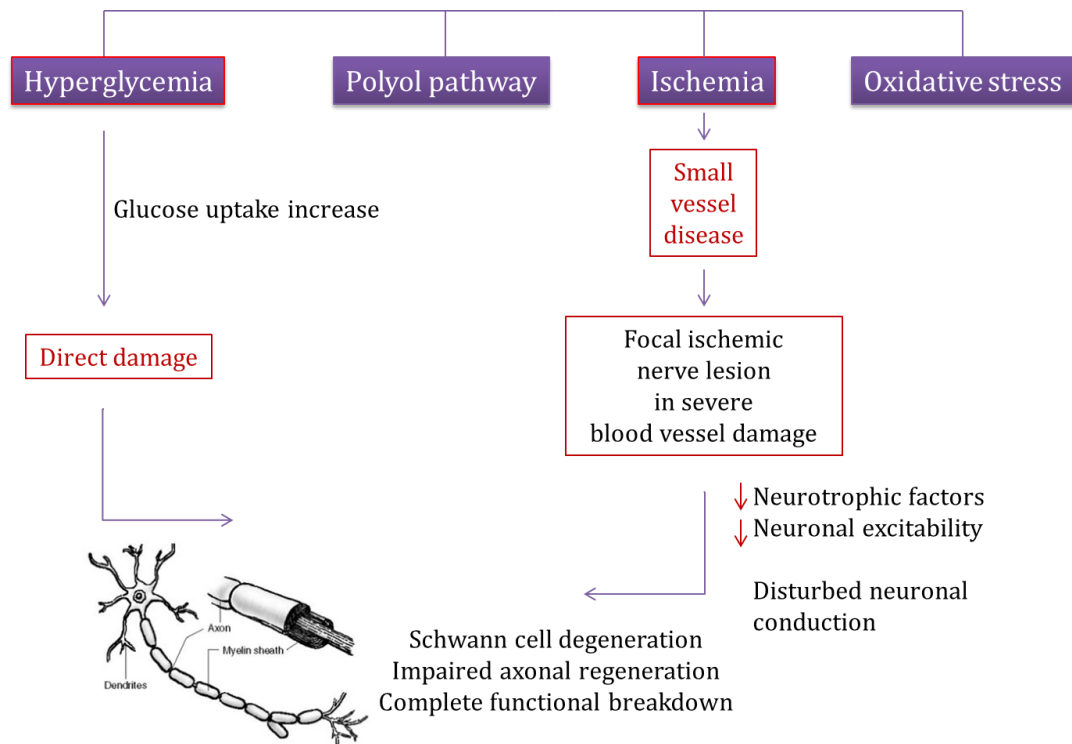 Hyperglycemia
Polyol pathway
Ischemia
Oxidative stress
Glucose uptake increase
Small
vessel
disease
Direct damage
Focal ischemic
nerve lesion
in severe
blood vessel damage
Neurotrophic factors
Neuronal excitability
Disturbed neuronal
conduction
Axon
Myelin sheath
Dendrites
Schwann cell degeneration
Impaired axonal regeneration
Complete functional breakdown